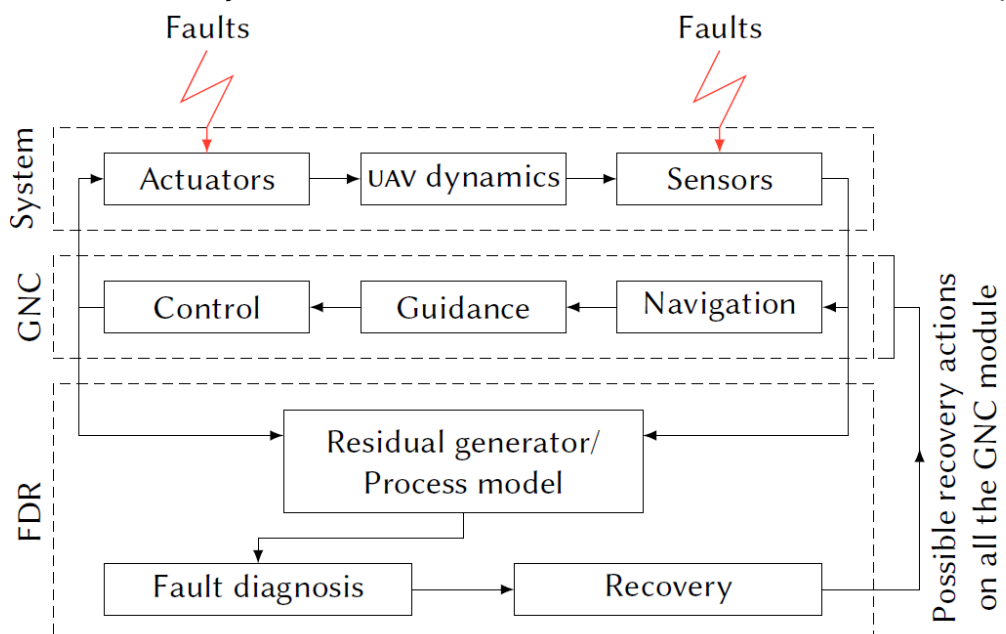 Faults
Faults
System
Actuators
UAV dynamics
Sensors
GNC
Control
Guidance
Navigation
FDR
Residual generator/
Process model
Fault diagnosis
Recovery
Possible recovery actions
on all the GNC module